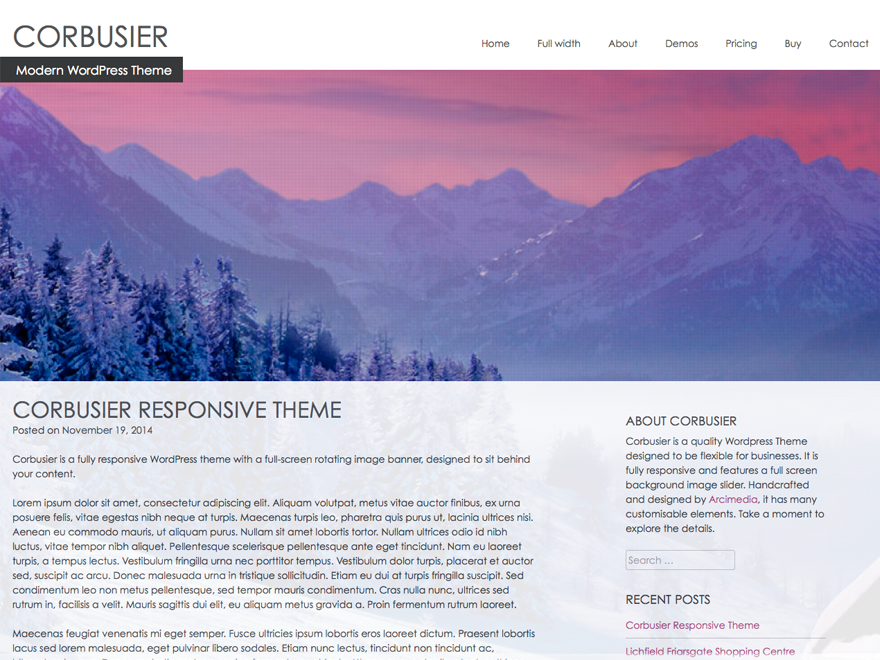 CORBUSIER
Modern WordPress Theme
Home Full width About Demos Pricing Buy Contact
CORBUSIER RESPONSIVE THEME
Posted on November 19, 2014
Corbusier is a fully responsive WordPress theme with a full-screen rotating image banner, designed to sit behind
your content.
Lorem ipsum dolor sit amet, consectetur adipiscing elit. Aliquam volutpat, metus vitae auctor finibus, ex urna
posuere felis, vitae egestas nibh neque at turpis. Maecenas turpis leo, pharetra quis purus ut, lacinia ultrices nisi.
Aenean eu commodo mauris, ut aliquam purus. Nullam sit amet lobortis tortor. Nullam ultrices odio id nibh
luctus, vitae tempor nibh aliquet. Pellentesque scelerisque pellentesque ante eget tincidunt. Nam eu laoreet
turpis, a tempus lectus. Vestibulum fringilla urna nec porttitor tempus. Vestibulum dolor turpis, placerat et auctor
sed, suscipit ac arcu. Donec malesuada urna in tristique sollicitudin. Etiam eu dui at turpis fringilla suscipit. Sed
condimentum leo non metus pellentesque, sed tempor mauris condimentum. Cras nulla nunc, ultrices sed
rutrum in, facilisis a velit. Mauris sagittis dui elit, eu aliquam metus gravida a. Proin fermentum rutrum laoreet.
Maecenas feugiat venenatis mi eget semper. Fusce ultricies ipsum lobortis eros laoreet dictum. Praesent lobortis
lacus sed lorem malesuada, eget pulvinar libero sodales. Etiam nunc lectus, tincidunt non tincidunt ac,
ABOUT CORBUSIER
Corbusier is a quality Wordpress Theme
designed to be flexible for businesses. It is
fully responsive and features a full screen
background image slider. Handcrafted
and designed by Arcimedia, it has many
customisable elements. Take a moment to
explore the details.
Search ...
RECENT POSTS
Corbusier Responsive Theme
Lichfield Friarsgate Shopping Centre